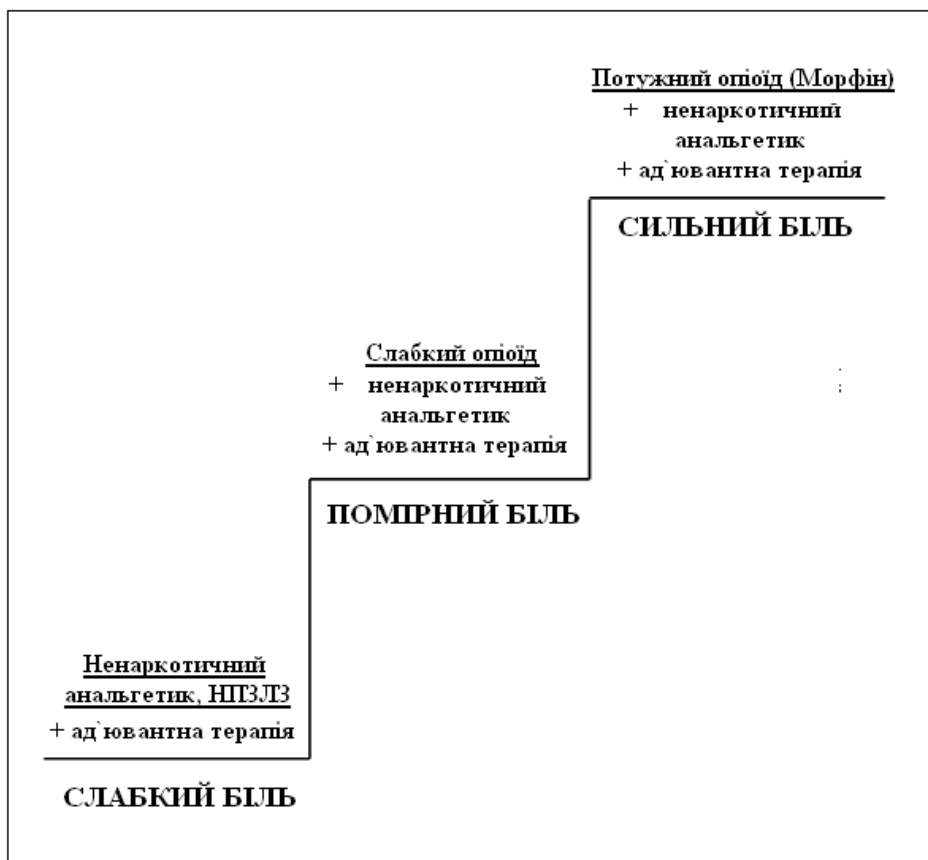 Потужний опіоїд (Морфін)
+ ненаркотичний
анальгетик
+ ад`ювантна терапія
СИЛЬНИЙ БІЛЬ
Слабкий опіоїд
+ ненаркотичний
анальгетик
+ ад`ювантна терапія
ПОМІРНИЙ БІЛЬ
Ненаркотичний
анальгетик, НПЗЛЗ
+ ад`ювантна терапія
СЛАБКИЙ БІЛЬ